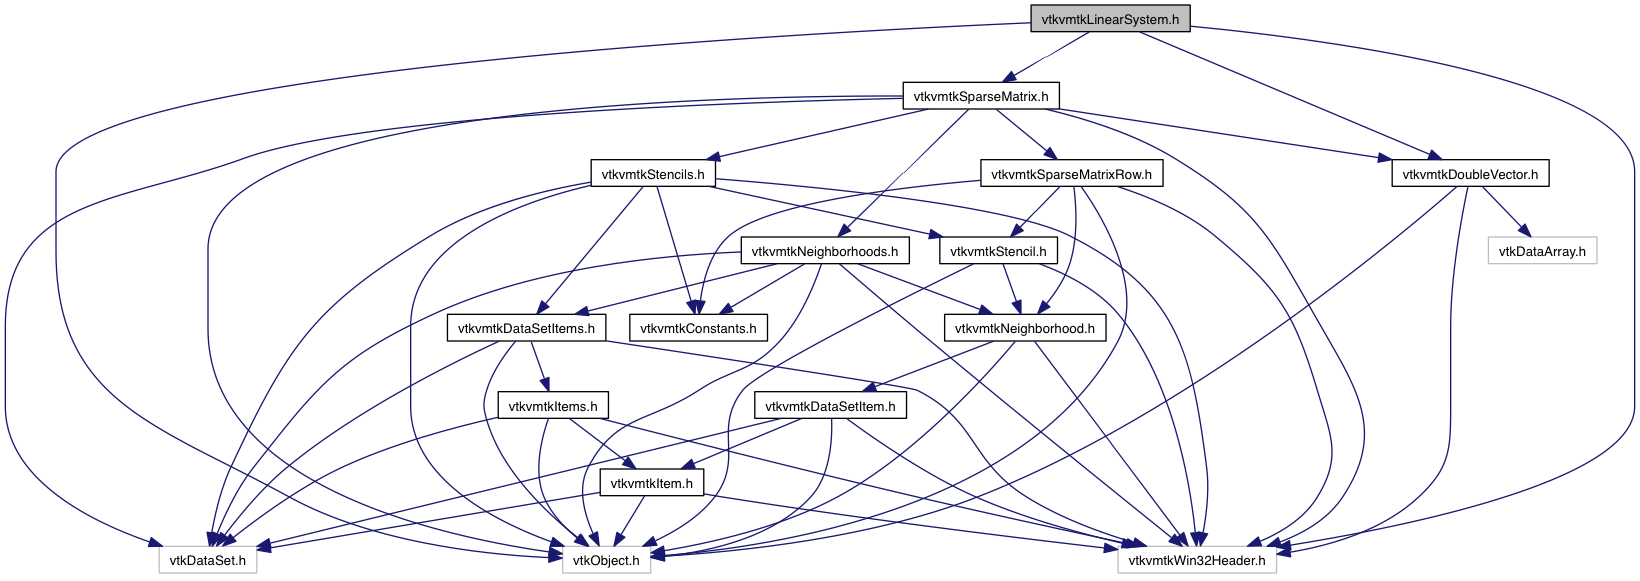 vtkvmtkLinearSystem.h
vtkvmtkSparseMatrix.h
vtkvmtkStencils.h
vtkvmtkSparseMatrixRow.h
vtkvmtkDoubleVector.h
vtkvmtkNeighborhoods.h
vtkvmtkStencil.h
vtkDataArray.h
vtkvmtkDataSetItems.h
vtkvmtkConstants.h
vtkvmtkNeighborhood.h
vtkvmtkItems.h
vtkvmtkDataSetItem.h
vtkvmtkItem.h
vtkDataSet.h
vtkObject.h
vtkvmtkWin32Header.h